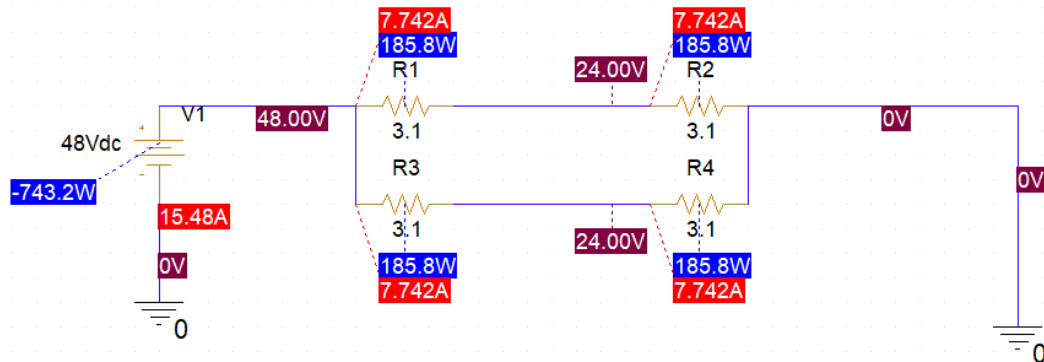 7.742A
185.8W
R1
3.1
7.742A
185.8W
R2
3.1
24.00V
V1
+
48Vdc
-
48.00V
0V
0V
-743.2W
15.48A
0V
0
R3
3.1
185.8W
7.742A
24.00V
R4
3.1
185.8W
7.742A
0